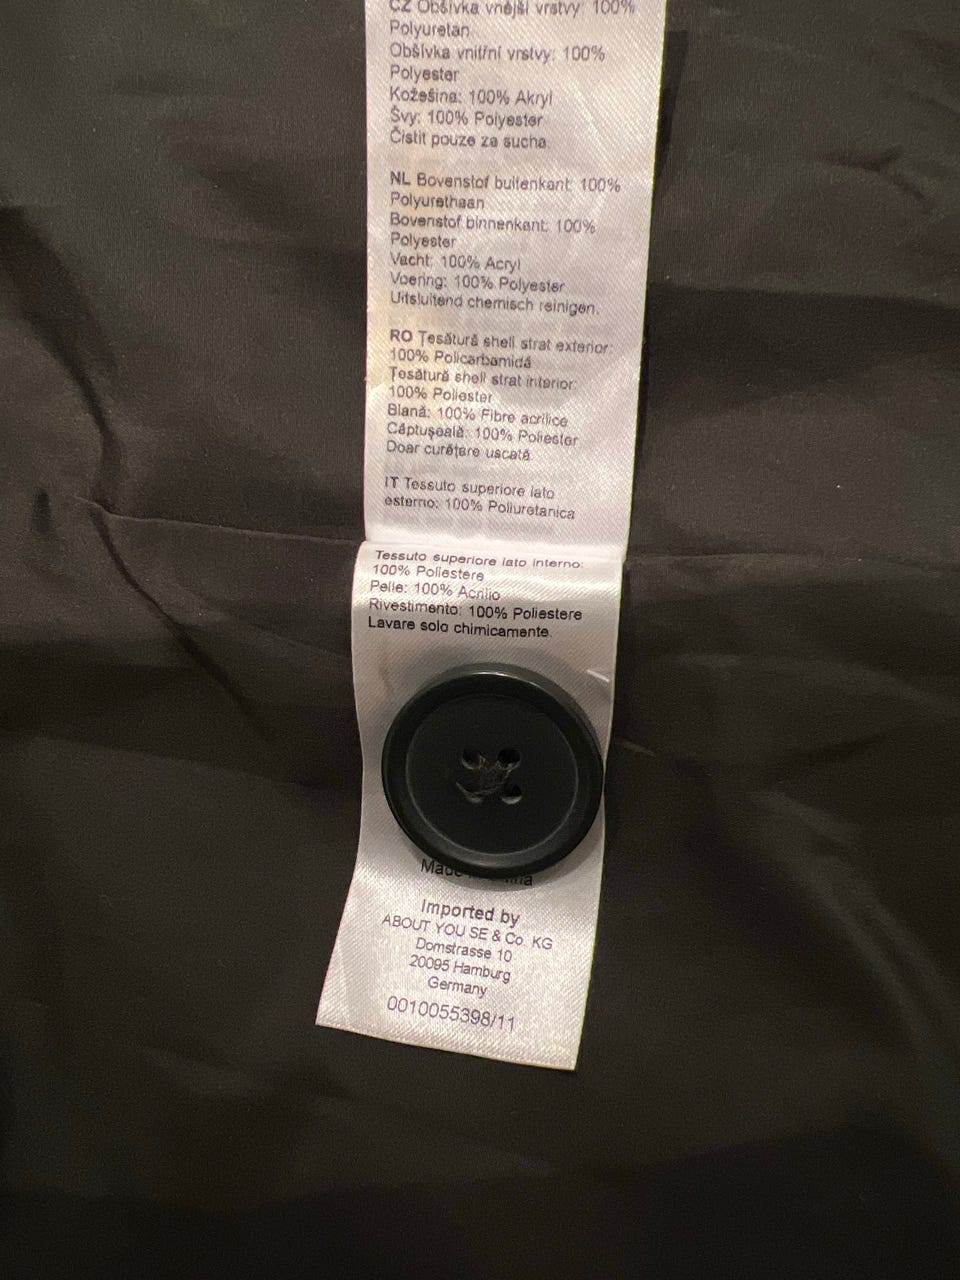 CZ Obšívka vnější vrstvy: 100%
Polyuretan
Obšívka vnitřní vrstvy: 100%
Polyester
Kožešina: 100% Akryl
Švy: 100% Polyester
Čistit pouze za sucha.
NL Bovenstof buitenkant: 100%
Polyurethaan
Bovenstof binnenkant: 100%
Polyester
Vacht: 100% Acryl
Voering: 100% Polyester
Uitsluitend chemisch reinigen.
RO Țesătură shell strat exterior:
100% Policarbamidă
Țesătură shell strat interior:
100% Poliester
Blană: 100% Fibre acrilice
Căptușeală: 100% Poliester
Doar curățare uscată.
IT Tessuto superiore lato
esterno: 100% Poliuretanica
Tessuto superiore lato interno:
100% Poliestere
Pelle: 100% Acrilio
Rivestimento: 100% Poliestere
Lavare solo chimicamente.
Made
Imported by
ABOUT YOU SE & Co. KG
Domstrasse 10
20095 Hamburg
Germany
0010055398/11